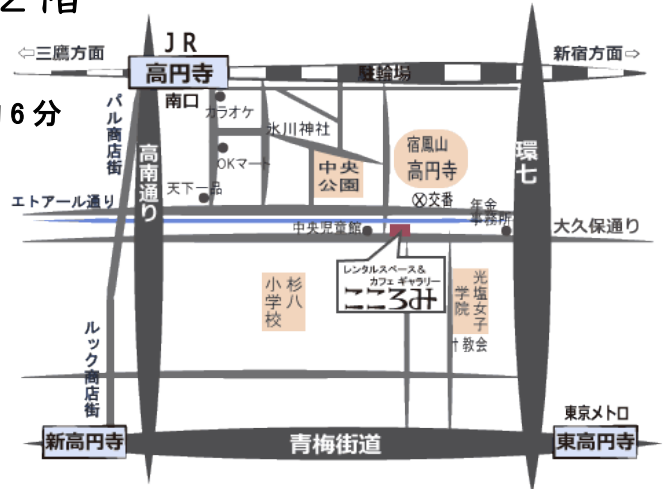 2階
JR
⇦三鷹方面
新宿方面⇨
高円寺
駐輪場
南口
6分
カラオケ
パル商店街
氷川神社
宿鳳山
高円寺
高南通り
環七
OKマート
中央
公園
天下一品
交番
エトアール通り
年金
事務所
中央児童館
大久保通り
レンタルスペース&
カフェ ギャラリー
こころみ
杉八
小学校
光塩女子
学院
教会
ルック商店街
東京メトロ
新高円寺
青梅街道
東高円寺